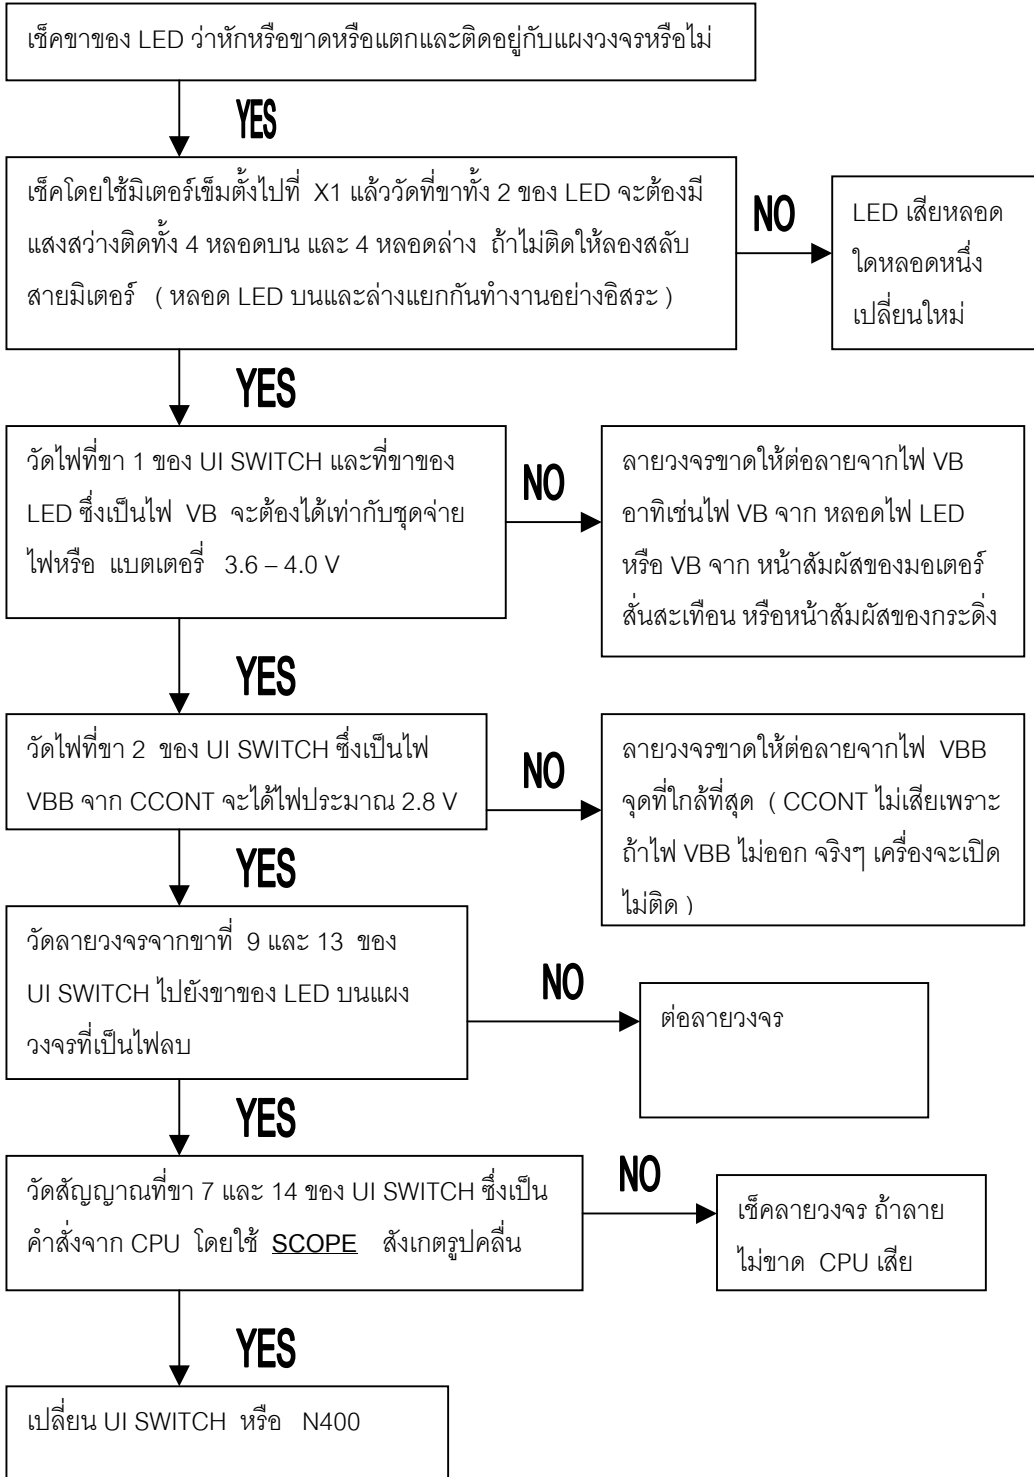 เช็คขาของ LED ว่าหักหรือขาดหรือแตกและติดอยู่กับแผงวงจรหรือไม่
YES
เช็คโดยใช้มิเตอร์เข็มตั้งไปที่ X1 แล้ววัดที่ขาทั้ง 2 ของ LED จะต้องมี
แสงสว่างติดทั้ง 4 หลอดบน และ 4 หลอดล่าง ถ้าไม่ติดให้ลองสลับ
สายมิเตอร์ ( หลอด LED บนและล่างแยกกันทำงานอย่างอิสระ )
NO
LED เสียหลอด
ใดหลอดหนึ่ง
เปลี่ยนใหม่
YES
วัดไฟที่ขา 1 ของ UI SWITCH และที่ขาของ
LED ซึ่งเป็นไฟ VB จะต้องได้เท่ากับชุดจ่าย
ไฟหรือ แบตเตอรี่ 3.6 – 4.0 V
NO
ลายวงจรขาดให้ต่อลายจากไฟ VB
อาทิเช่นไฟ VB จาก หลอดไฟ LED
หรือ VB จาก หน้าสัมผัสของมอเตอร์
สั่นสะเทือน หรือหน้าสัมผัสของกระดิ่ง
YES
วัดไฟที่ขา 2 ของ UI SWITCH ซึ่งเป็นไฟ
VBB จาก CCONT จะได้ไฟประมาณ 2.8 V
NO
ลายวงจรขาดให้ต่อลายจากไฟ VBB
จุดที่ใกล้ที่สุด ( CCONT ไม่เสียเพราะ
ถ้าไฟ VBB ไม่ออก จริงๆ เครื่องจะเปิด
ไม่ติด )
YES
วัดลายวงจรจากขาที่ 9 และ 13 ของ
UI SWITCH ไปยังขาของ LED บนแผง
วงจรที่เป็นไฟลบ
NO
ต่อลายวงจร
YES
วัดสัญญาณที่ขา 7 และ 14 ของ UI SWITCH ซึ่งเป็น
คำสั่งจาก CPU โดยใช้ SCOPE สังเกตรูปคลื่น
NO
เช็คลายวงจร ถ้าลาย
ไม่ขาด CPU เสีย
YES
เปลี่ยน UI SWITCH หรือ N400